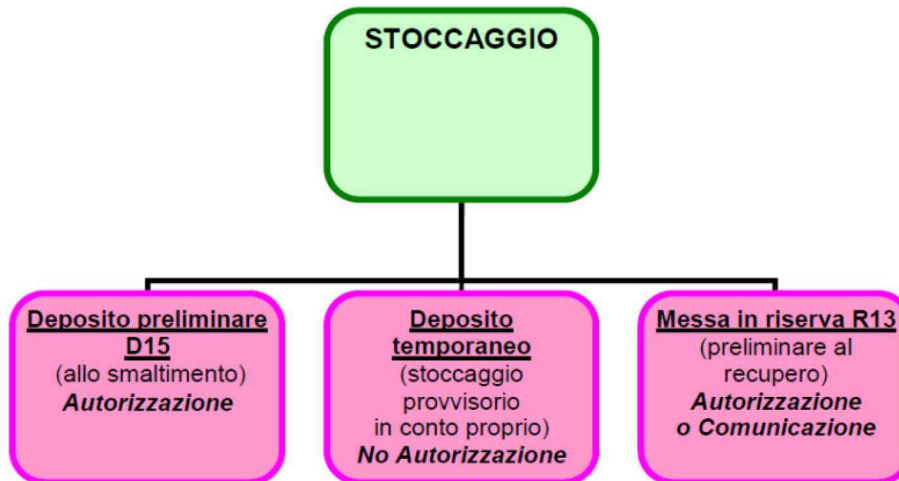 STOCCAGGIO
Deposito preliminare
D15
(allo smaltimento)
Autorizzazione
Deposito
temporaneo
(stoccaggio
provvisorio
in conto proprio)
No Autorizzazione
Messa in riserva R13
(preliminare al
recupero)
Autorizzazione
o Comunicazione